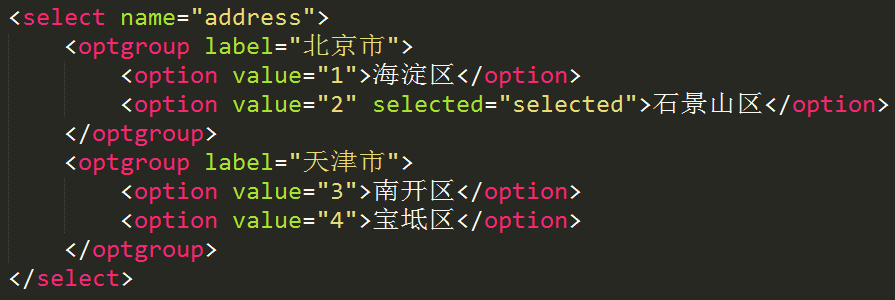 <select name="address">
    <optgroup label="北京市">
        <option value="1">海淀区</option>
        <option value="2" selected="selected">石景山区</option>
    </optgroup>
    <optgroup label="天津市">
        <option value="3">南开区</option>
        <option value="4">宝坻区</option>
    </optgroup>
</select>